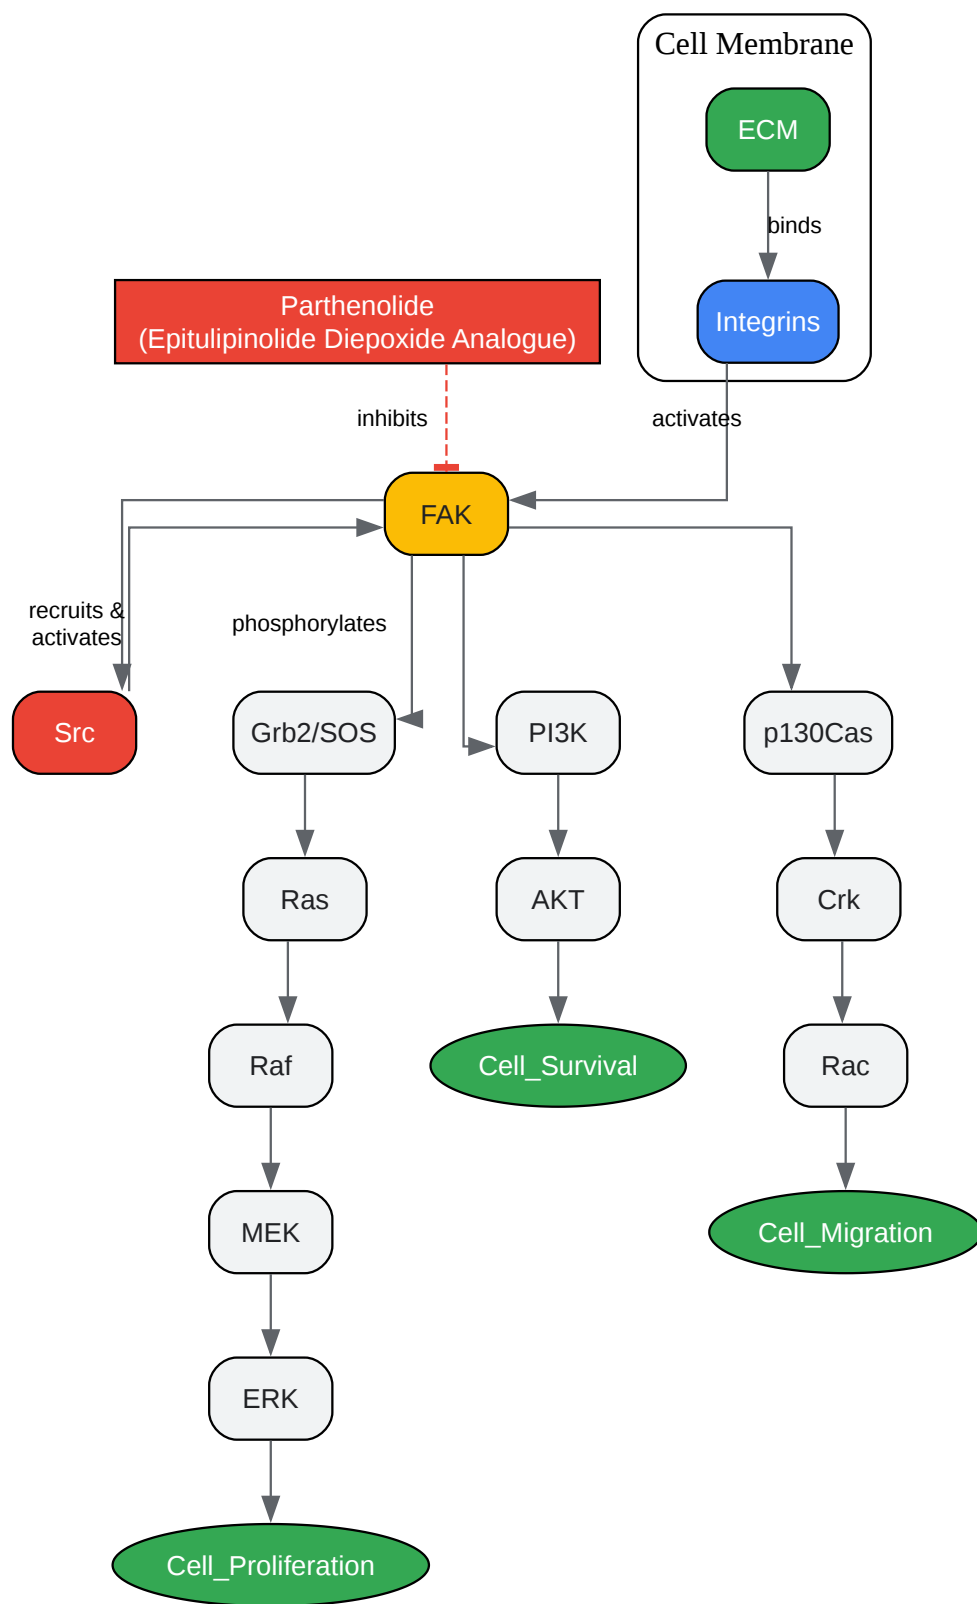 Cell Membrane
ECM
binds
Parthenolide
(Epitulipinolide Diepoxide Analogue)
Integrins
inhibits
activates
FAK
recruits &
activates
phosphorylates
Src
Grb2/SOS
PI3K
p130Cas
Ras
AKT
Crk
Raf
Cell_Survival
Rac
MEK
Cell_Migration
ERK
Cell_Proliferation